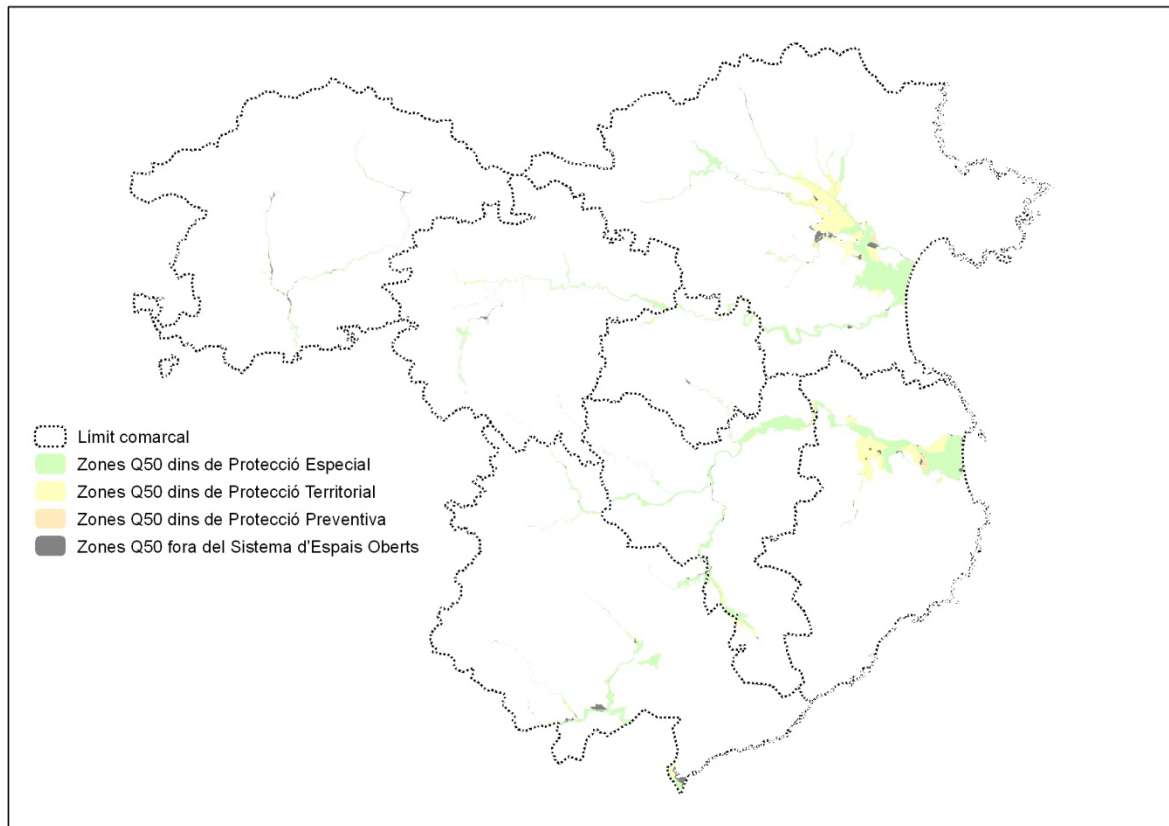 Límit comarcal
Zones Q50 dins de Protecció Especial
Zones Q50 dins de Protecció Territorial
Zones Q50 dins de Protecció Preventiva
Zones Q50 fora del Sistema d'Espais Oberts